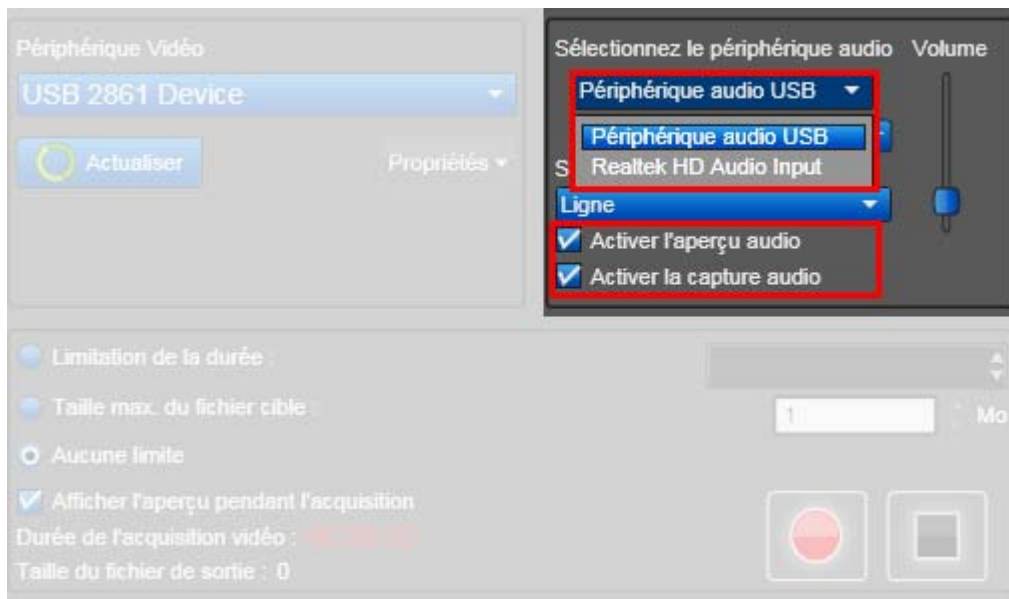 Périphérique Vidéo
USB 2861 Device
Actualiser
Propriétés
Sélectionnez le périphérique audio
Volume
Périphérique audio USB
Périphérique audio USB
Realtek HD Audio Input
S
Ligne
Activer l'aperçu audio
Activer la capture audio
Limitation de la durée :
Taille max. du fichier cible :
1 Mo
Aucune limite
Afficher l'aperçu pendant l'acquisition
Durée de l'acquisition vidéo :
Taille du fichier de sortie : 0